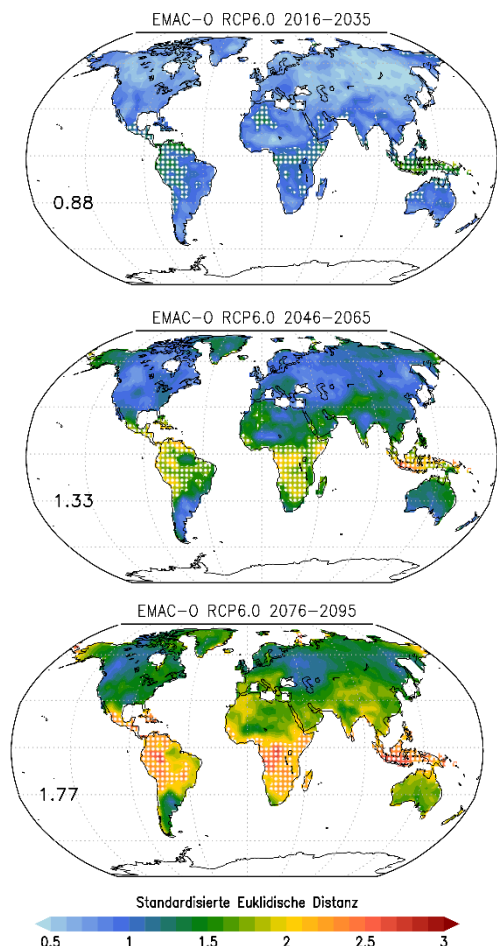 EMAC-O RCP6.0 2016-2035
0.88
EMAC-O RCP6.0 2046-2065
1.33
EMAC-O RCP6.0 2076-2095
1.77
Standardisierte Euklidische Distanz
0.5 1 1.5 2 2.5 3